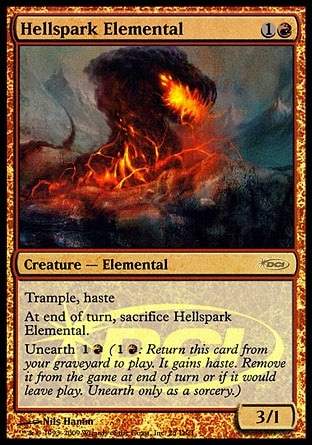 Hellspark Elemental 1
Creature — Elemental
DCI
Trample, haste
At end of turn, sacrifice Hellspark
Elemental.
Unearth 1 ( 1 : Return this card from
your graveyard to play. It gains haste. Remove
it from the game at end of turn or if it would
leave play. Unearth only as a sorcery.)
DCI
Nils Hamm
3/1